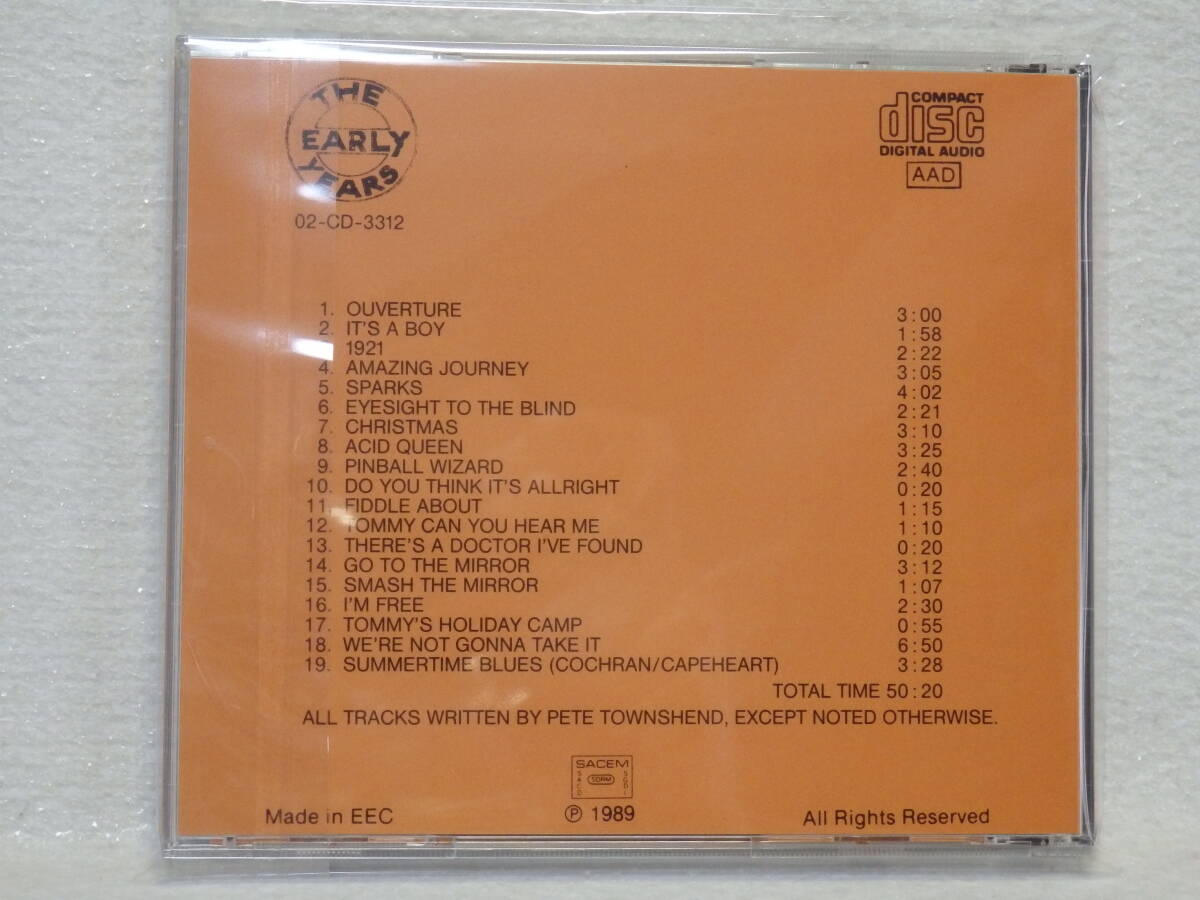 THE
EARLY
YEARS
02-CD-3312
COMPACT
disc
DIGITAL AUDIO
AAD
1. OUVERTURE 3:00
2. IT'S A BOY 1:58
1921 2:22
4. AMAZING JOURNEY 3:05
5. SPARKS 4:02
6. EYESIGHT TO THE BLIND 2:21
7. CHRISTMAS 3:10
8. ACID QUEEN 3:25
9. PINBALL WIZARD 2:40
10. DO YOU THINK IT'S ALLRIGHT 0:20
11. FIDDLE ABOUT 1:15
12. TOMMY CAN YOU HEAR ME 1:10
13. THERE'S A DOCTOR I'VE FOUND 0:20
14. GO TO THE MIRROR 3:12
15. SMASH THE MIRROR 1:07
16. I'M FREE 2:30
17. TOMMY'S HOLIDAY CAMP 0:55
18. WE'RE NOT GONNA TAKE IT 6:50
19. SUMMERTIME BLUES (COCHRAN/CAPEHEART) 3:28
TOTAL TIME 50:20
ALL TRACKS WRITTEN BY PETE TOWNSHEND, EXCEPT NOTED OTHERWISE.
SACEM
SACD
SDRM
SGDL
Made in EEC
℗ 1989
All Rights Reserved